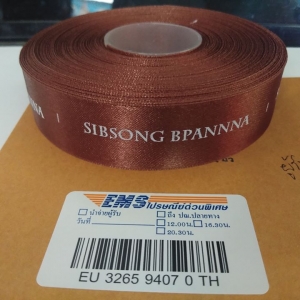 SIBSONG BPANNNA
EMS ไปรษณีย์ด่วนพิเศษ
นำจ่ายผู้รับ ถึง ปณ.ปลายทาง
วันที่ 12.00น. 16.30น.
20.30น.
EU 3265 9407 0 TH